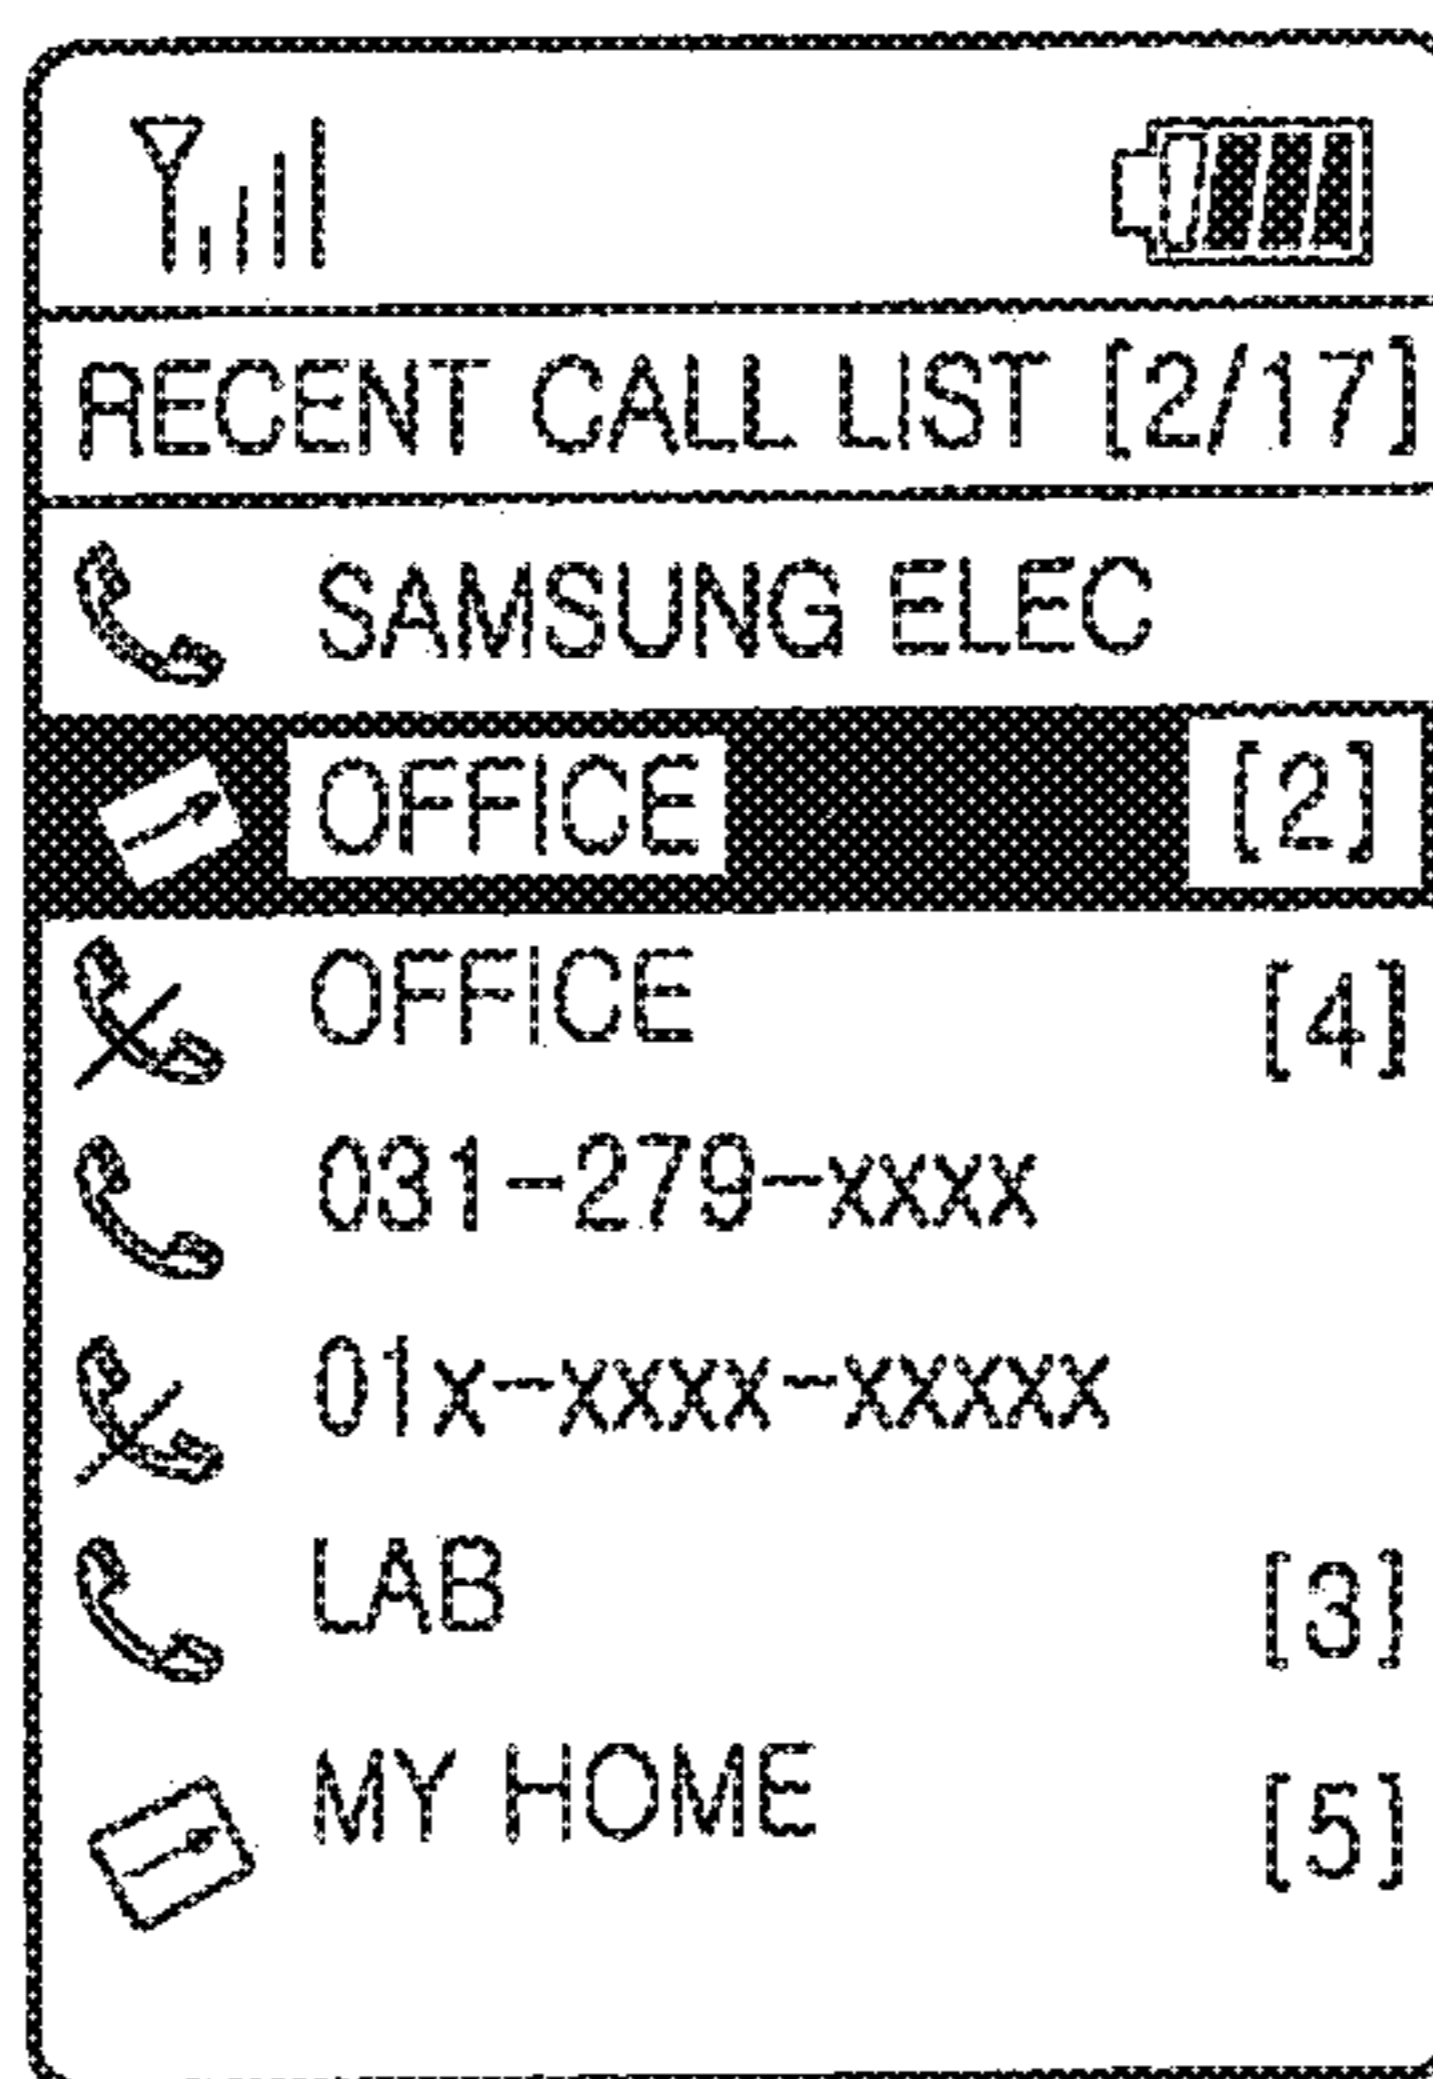 RECENT CALL LIST [2/17]
SAMSUNG ELEC
OFFICE [2]
OFFICE [4]
031-279-xxxx
01x-xxxx-xxxxx
LAB [3]
MY HOME [5]